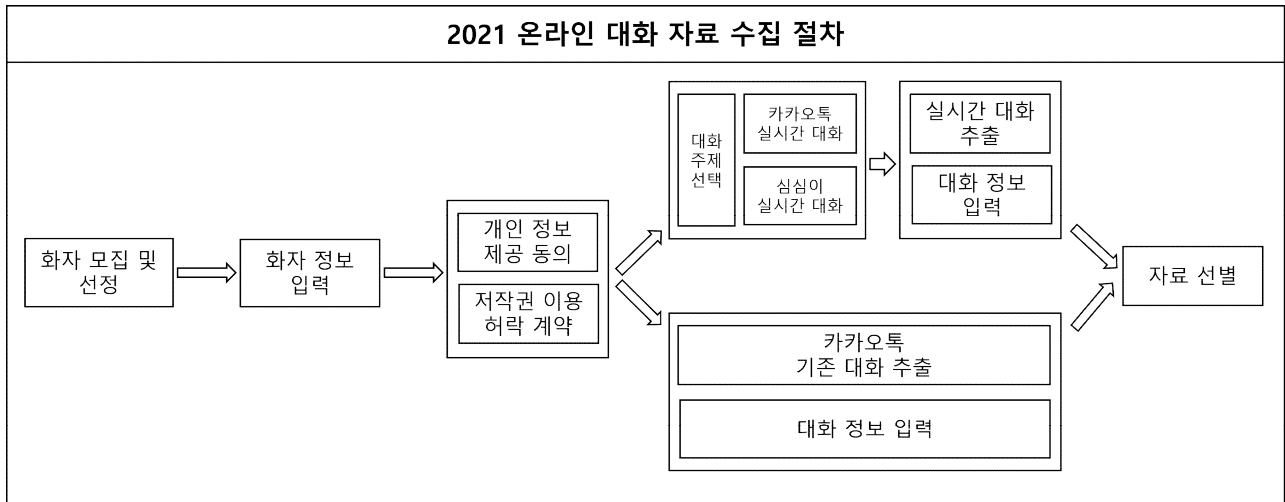 2021 온라인 대화 자료 수집 절차
화자 모집 및
선정
화자 정보
입력
개인 정보
제공 동의
저작권 이용
허락 계약
대화
주제
선택
카카오톡
실시간 대화
심심이
실시간 대화
실시간 대화
추출
대화 정보
입력
카카오톡
기존 대화 추출
대화 정보 입력
자료 선별